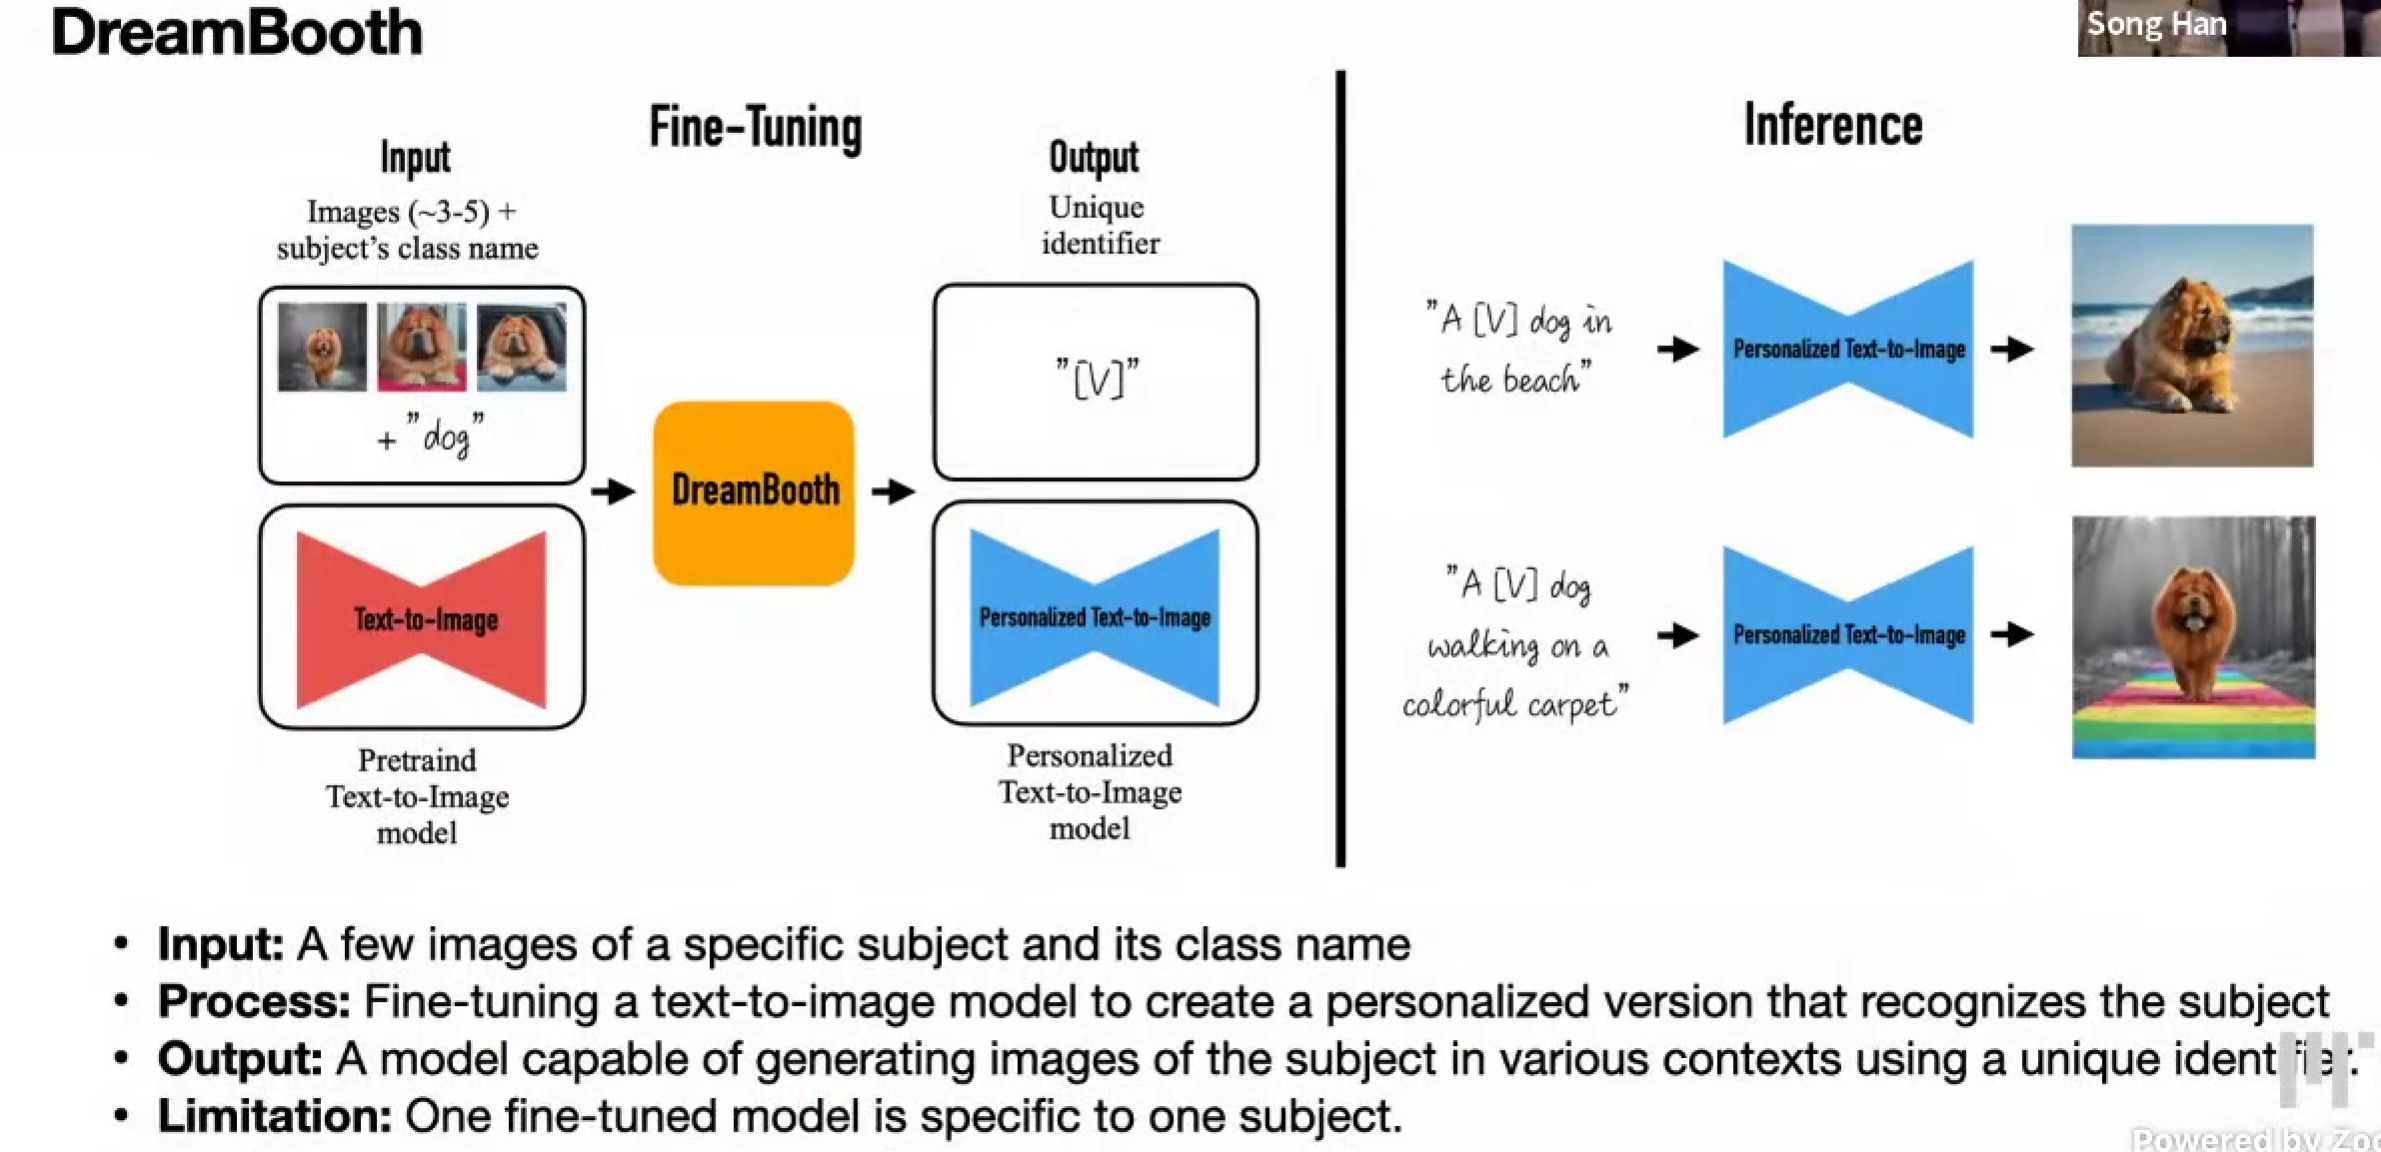 DreamBooth
Song Han
Fine-Tuning
Input
Images (~3-5) +
subject's class name
+ "dog"
Text-to-Image
Pretraind
Text-to-Image
model
DreamBooth
Output
Unique
identifier
"[V]"
Personalized Text-to-Image
Personalized
Text-to-Image
model
Inference
"A [V] dog in
the beach"
Personalized Text-to-Image
"A [V] dog
walking on a
colorful carpet"
Personalized Text-to-Image
• Input: A few images of a specific subject and its class name
• Process: Fine-tuning a text-to-image model to create a personalized version that recognizes the subject
• Output: A model capable of generating images of the subject in various contexts using a unique identifier.
• Limitation: One fine-tuned model is specific to one subject.
Powered by